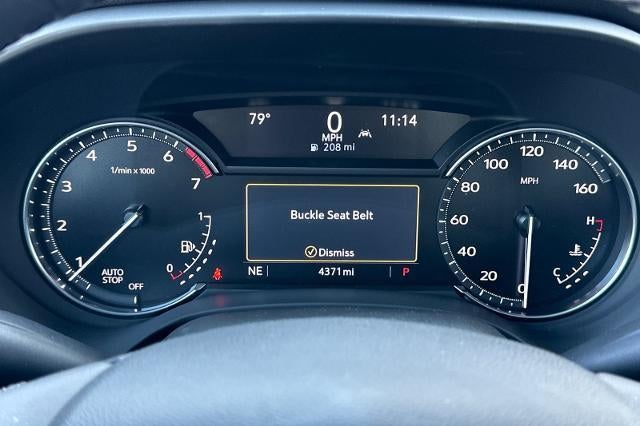 79° 0 11:14
MPH
208 mi
1 2 3 4 5 6 7
1/min x 1000
AUTO
STOP
OFF
1
0
Buckle Seat Belt
Dismiss
NE 4371 mi P
0 20 40 60 80 100 120 140 160
MPH
H
C